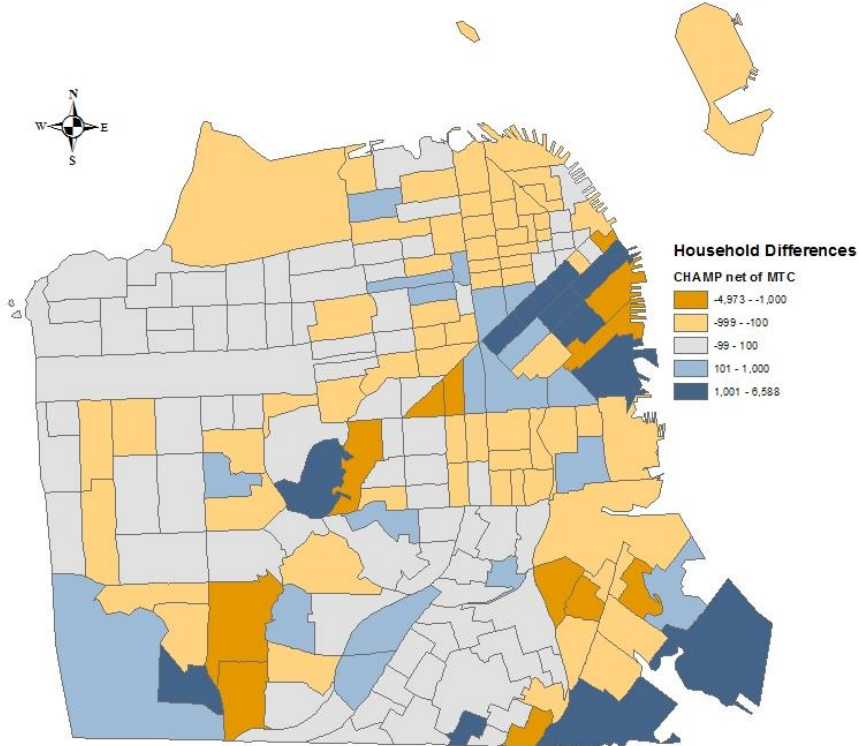 N
W E
S
Household Differences
CHAMP net of MTC
-4,973 - -1,000
-999 - -100
-99 - 100
101 - 1,000
1,001 - 6,588